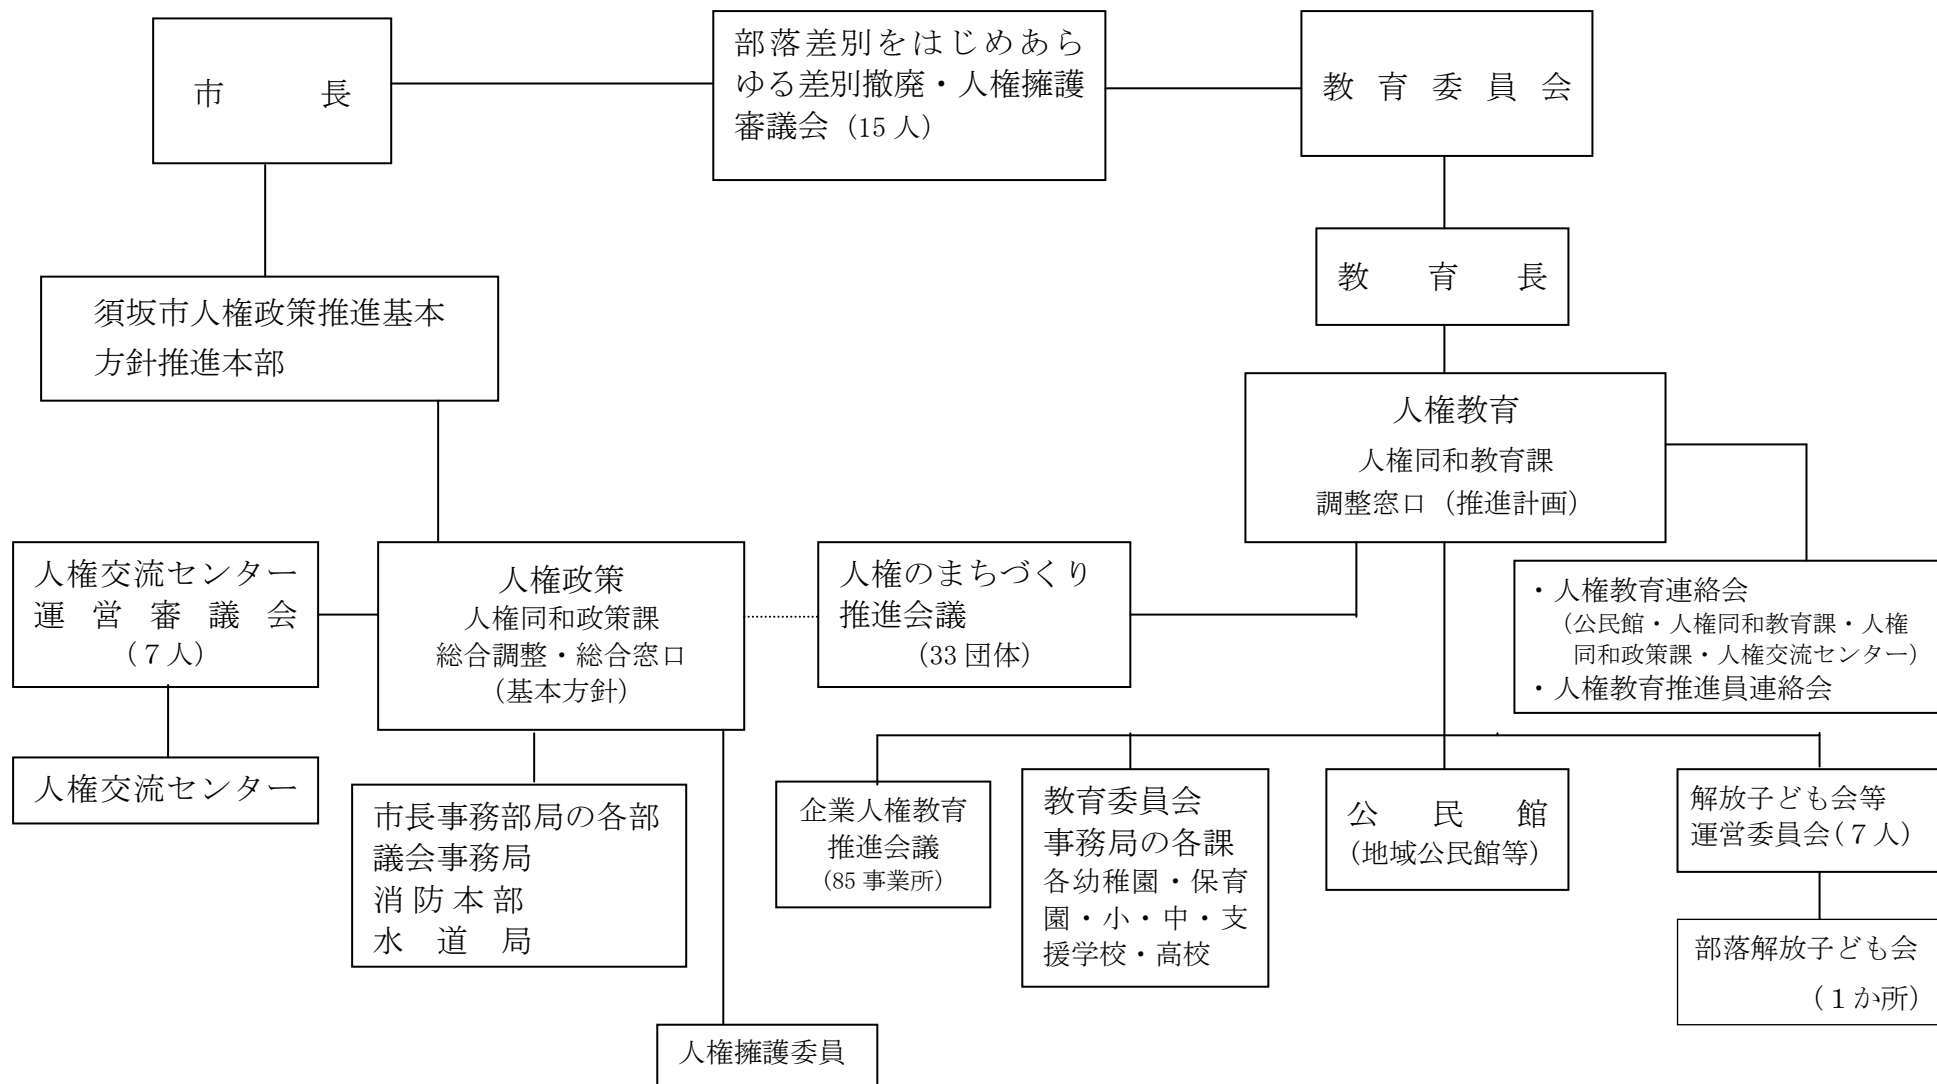 市長
部落差別をはじめあら
ゆる差別撤廃・人権擁護
審議会（15人）
教育委員会
教育長
須坂市人権政策推進基本
方針推進本部
人権教育
人権同和教育課
調整窓口（推進計画）
人権交流センター
運営審議会
（７人）
人権政策
人権同和政策課
総合調整・総合窓口
（基本方針）
人権のまちづくり
推進会議
（33団体）
・人権教育連絡会
（公民館・人権同和教育課・人権
同和政策課・人権交流センター）
・人権教育推進員連絡会
人権交流センター
市長事務部局の各部
議会事務局
消防本部
水道局
企業人権教育
推進会議
（85事業所）
教育委員会
事務局の各課
各幼稚園・保育
園・小・中・支
援学校・高校
公民館
（地域公民館等）
解放子ども会等
運営委員会（７人）
部落解放子ども会
（１か所）
人権擁護委員